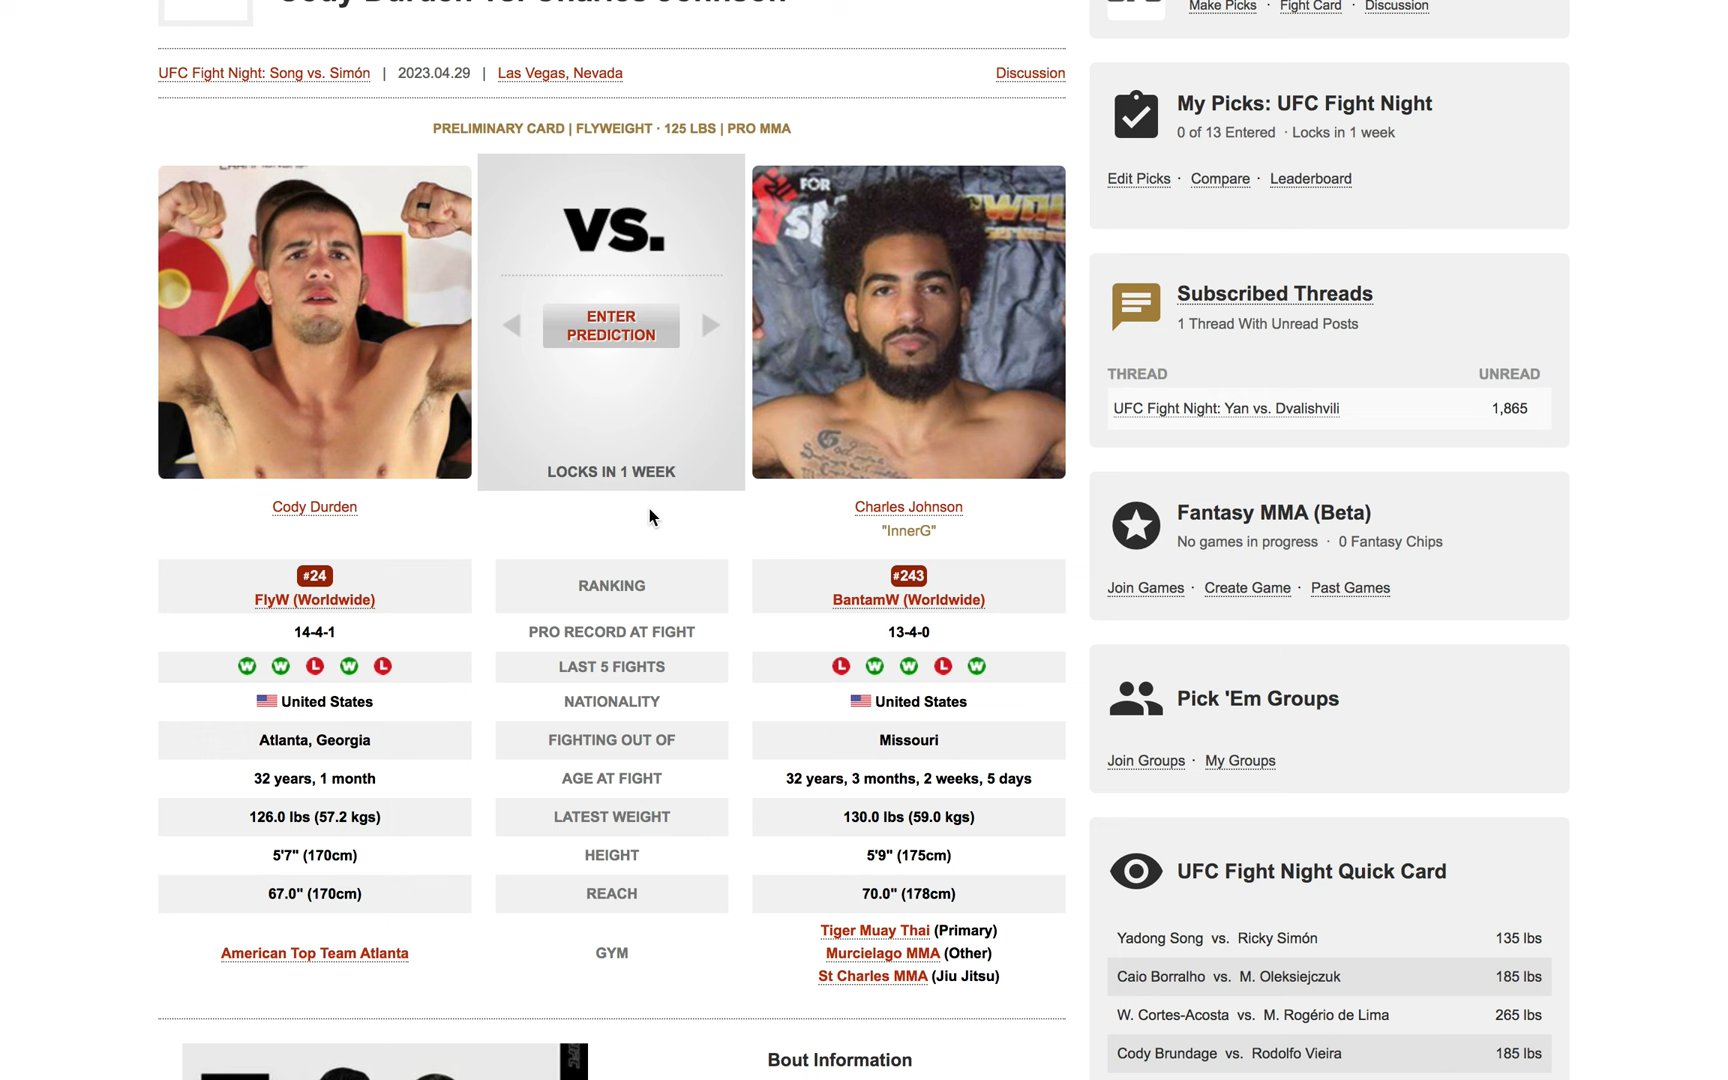 Cody Durden vs. Charles Johnson
UFC Fight Night: Song vs. Simón | 2023.04.29 | Las Vegas, Nevada
Discussion
PRELIMINARY CARD | FLYWEIGHT · 125 LBS | PRO MMA
VS.
ENTER
PREDICTION
LOCKS IN 1 WEEK
FOR
Cody Durden
Charles Johnson
"InnerG"
#24
FlyW (Worldwide)
RANKING
#243
BantamW (Worldwide)
14-4-1 PRO RECORD AT FIGHT 13-4-0
W W L W L LAST 5 FIGHTS L W W L W
United States NATIONALITY United States
Atlanta, Georgia FIGHTING OUT OF Missouri
32 years, 1 month AGE AT FIGHT 32 years, 3 months, 2 weeks, 5 days
126.0 lbs (57.2 kgs) LATEST WEIGHT 130.0 lbs (59.0 kgs)
5'7" (170cm) HEIGHT 5'9" (175cm)
67.0" (170cm) REACH 70.0" (178cm)
American Top Team Atlanta GYM
Tiger Muay Thai (Primary)
Murcielago MMA (Other)
St Charles MMA (Jiu Jitsu)
Bout Information
Make Picks · Fight Card · Discussion
My Picks: UFC Fight Night
0 of 13 Entered · Locks in 1 week
Edit Picks · Compare · Leaderboard
Subscribed Threads
1 Thread With Unread Posts
THREAD UNREAD
UFC Fight Night: Yan vs. Dvalishvili 1,865
Fantasy MMA (Beta)
No games in progress · 0 Fantasy Chips
Join Games · Create Game · Past Games
Pick 'Em Groups
Join Groups · My Groups
UFC Fight Night Quick Card
Yadong Song vs. Ricky Simón 135 lbs
Caio Borralho vs. M. Oleksiejczuk 185 lbs
W. Cortes-Acosta vs. M. Rogério de Lima 265 lbs
Cody Brundage vs. Rodolfo Vieira 185 lbs